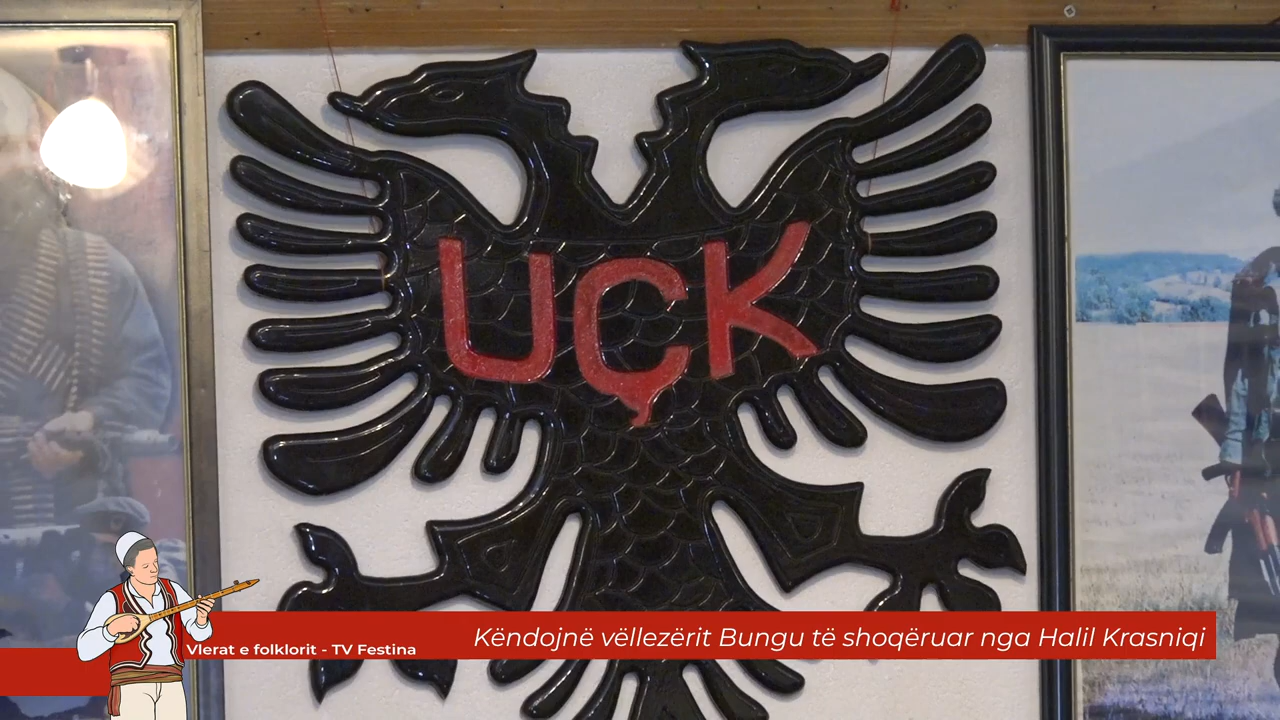 UÇK
Vlerat e folklorit - TV Festina
Këndojnë vëllezërit Bungu të shoqëruar nga Halil Krasniqi